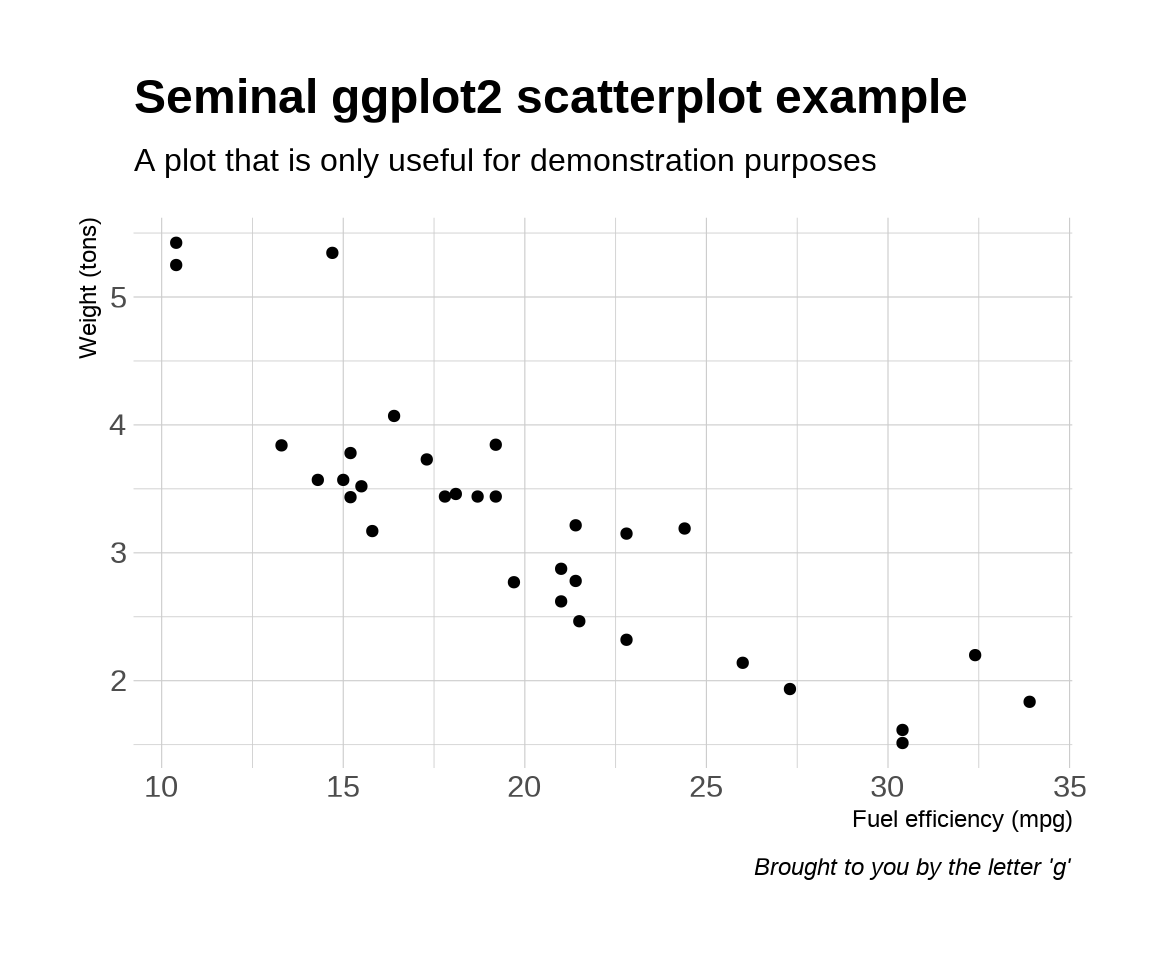 Seminal ggplot2 scatterplot example
A plot that is only useful for demonstration purposes
Weight (tons)
5
4
3
2
10 15 20 25 30 35
Fuel efficiency (mpg)
Brought to you by the letter 'g'